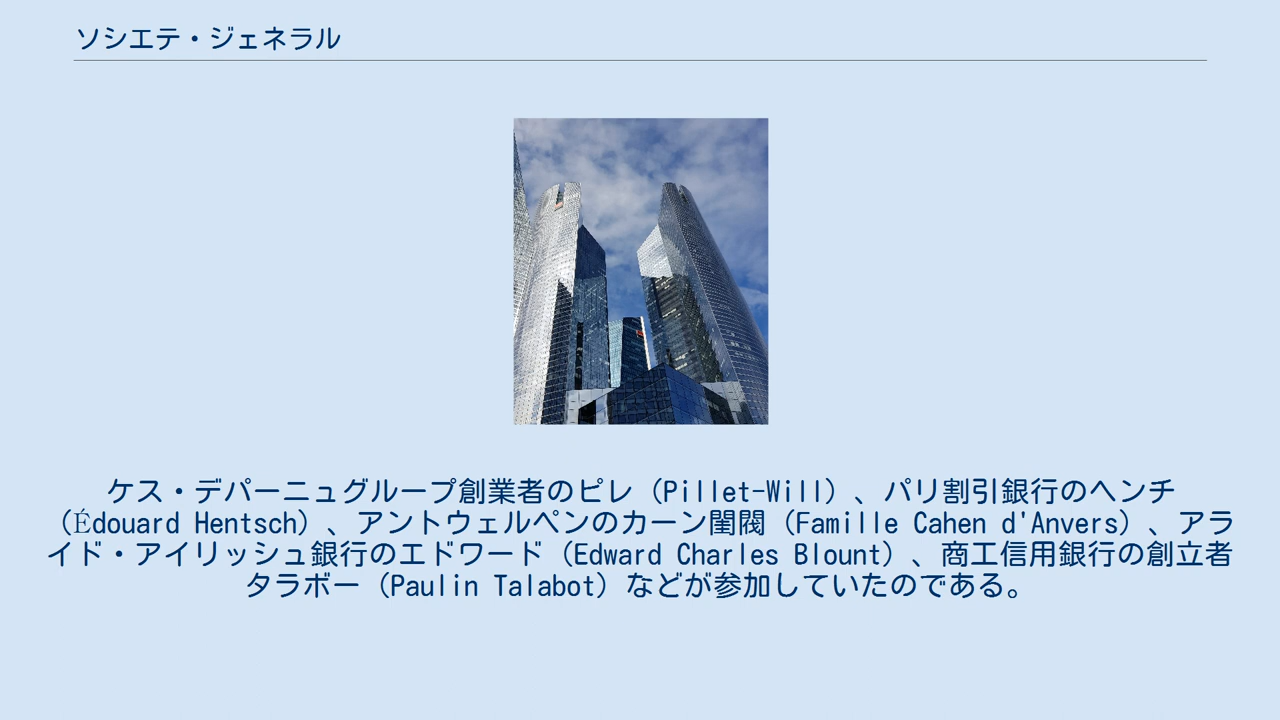 ソシエテ・ジェネラル
ケス・デパーニュグループ創業者のピレ（Pillet-Will）、パリ割引銀行のヘンチ
（Édouard Hentsch）、アントウェルペンのカーン閨閥（Famille Cahen d'Anvers）、アラ
イド・アイリッシュ銀行のエドワード（Edward Charles Blount）、商工信用銀行の創立者
タラボー（Paulin Talabot）などが参加していたのである。